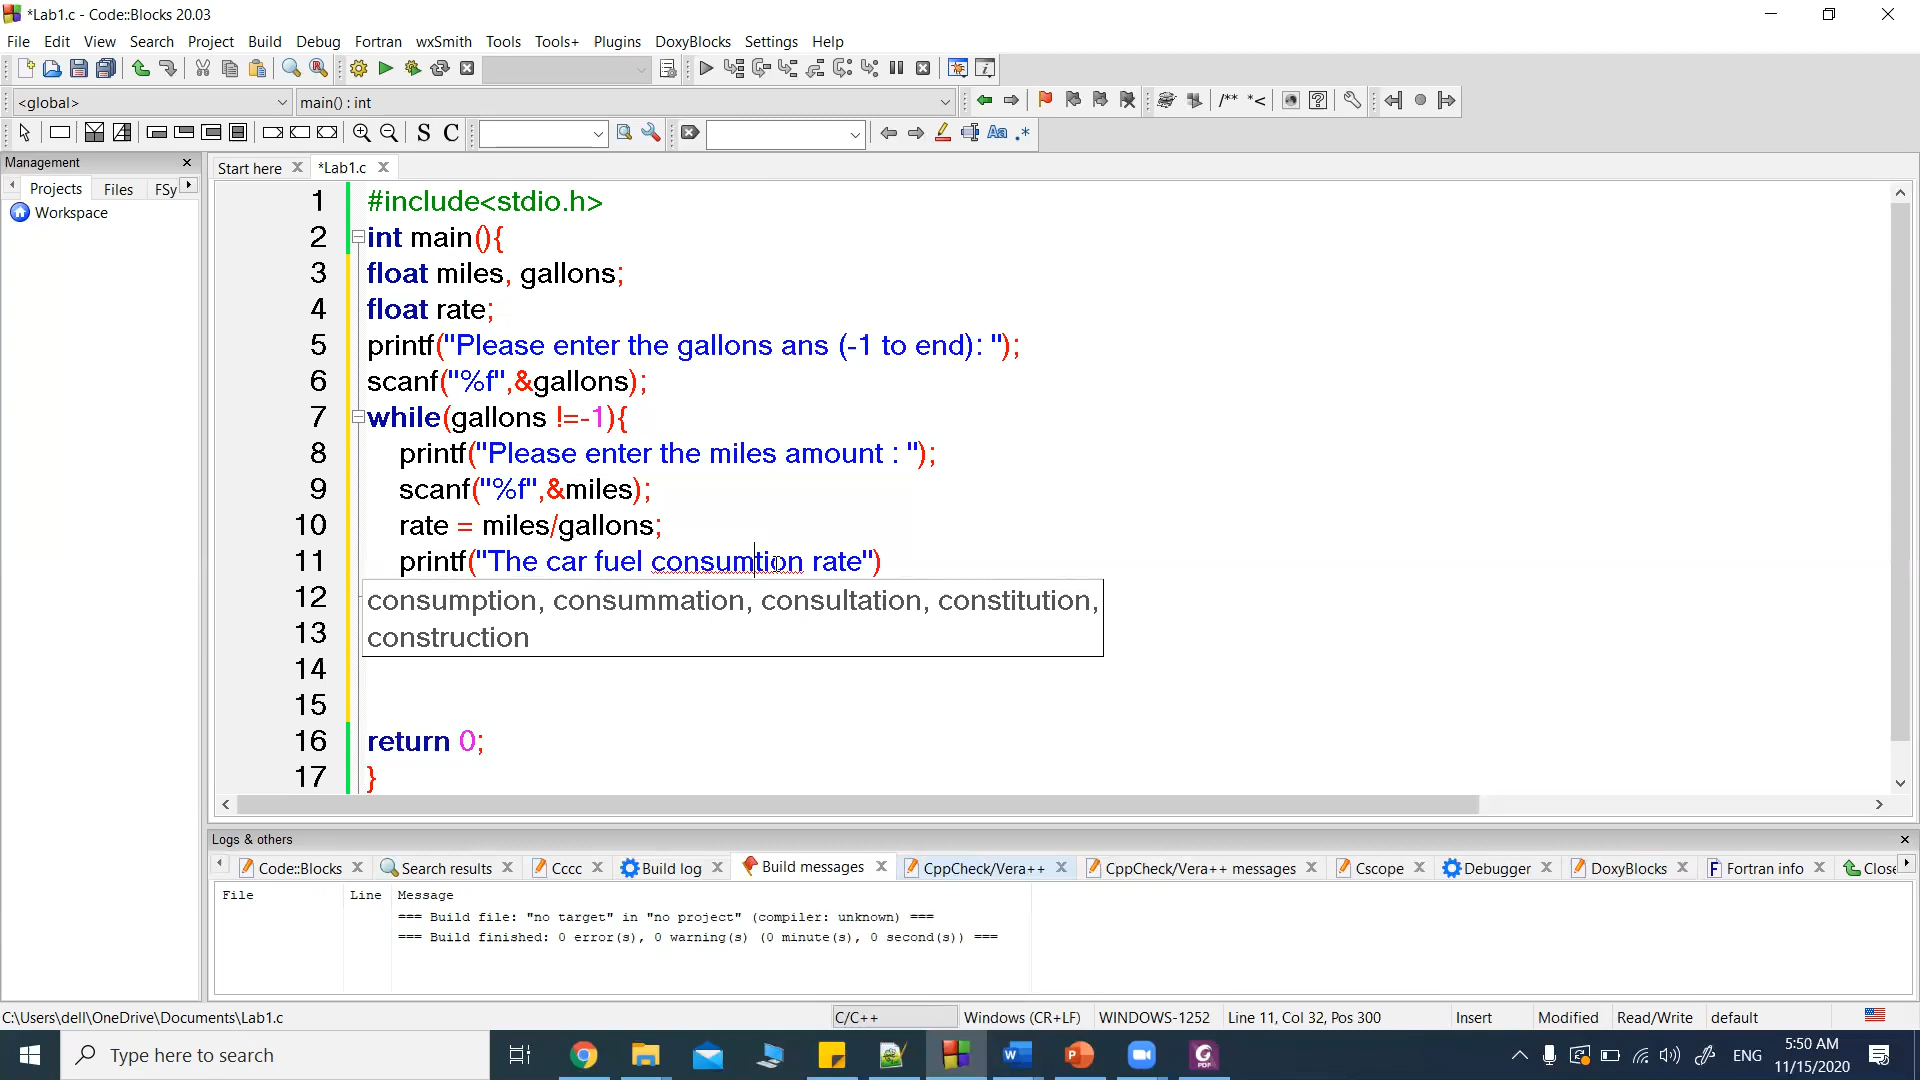 *Lab1.c - Code::Blocks 20.03
File Edit View Search Project Build Debug Fortran wxSmith Tools Tools+ Plugins DoxyBlocks Settings Help
<global> main() : int
/** *<
S C Aa .*
Management
Start here *Lab1.c
Projects Files FSy
Workspace
1 #include<stdio.h>
2 int main(){
3 float miles, gallons;
4 float rate;
5 printf("Please enter the gallons ans (-1 to end): ");
6 scanf("%f",&gallons);
7 while(gallons !=-1){
8 printf("Please enter the miles amount : ");
9 scanf("%f",&miles);
10 rate = miles/gallons;
11 printf("The car fuel consumtion rate")
12 consumption, consummation, consultation, constitution,
13 construction
14
15
16 return 0;
17 }
Logs & others
Code::Blocks Search results Cccc Build log Build messages CppCheck/Vera++ CppCheck/Vera++ messages Cscope Debugger DoxyBlocks Fortran info Close
File Line Message
=== Build file: "no target" in "no project" (compiler: unknown) ===
=== Build finished: 0 error(s), 0 warning(s) (0 minute(s), 0 second(s)) ===
C:\Users\dell\OneDrive\Documents\Lab1.c C/C++ Windows (CR+LF) WINDOWS-1252 Line 11, Col 32, Pos 300 Insert Modified Read/Write default
Type here to search
ENG
5:50 AM
11/15/2020